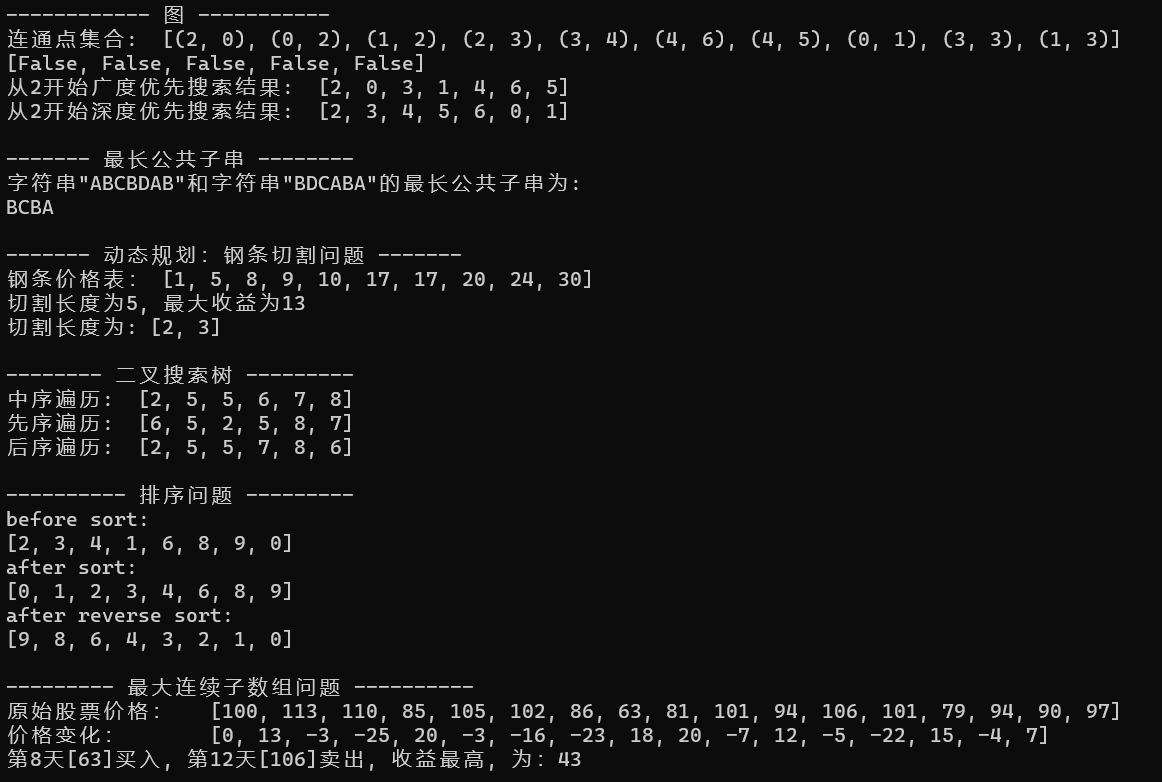 ------------ 图 -----------
连通点集合: [(2, 0), (0, 2), (1, 2), (2, 3), (3, 4), (4, 6), (4, 5), (0, 1), (3, 3), (1, 3)]
[False, False, False, False, False]
从2开始广度优先搜索结果: [2, 0, 3, 1, 4, 6, 5]
从2开始深度优先搜索结果: [2, 3, 4, 5, 6, 0, 1]
------- 最长公共子串 --------
字符串"ABCBDAB"和字符串"BDCABA"的最长公共子串为:
BCBA
------- 动态规划: 钢条切割问题 -------
钢条价格表: [1, 5, 8, 9, 10, 17, 17, 20, 24, 30]
切割长度为5, 最大收益为13
切割长度为: [2, 3]
-------- 二叉搜索树 ---------
中序遍历: [2, 5, 5, 6, 7, 8]
先序遍历: [6, 5, 2, 5, 8, 7]
后序遍历: [2, 5, 5, 7, 8, 6]
---------- 排序问题 ---------
before sort:
[2, 3, 4, 1, 6, 8, 9, 0]
after sort:
[0, 1, 2, 3, 4, 6, 8, 9]
after reverse sort:
[9, 8, 6, 4, 3, 2, 1, 0]
--------- 最大连续子数组问题 ----------
原始股票价格: [100, 113, 110, 85, 105, 102, 86, 63, 81, 101, 94, 106, 101, 79, 94, 90, 97]
价格变化: [0, 13, -3, -25, 20, -3, -16, -23, 18, 20, -7, 12, -5, -22, 15, -4, 7]
第8天[63]买入, 第12天[106]卖出, 收益最高, 为: 43